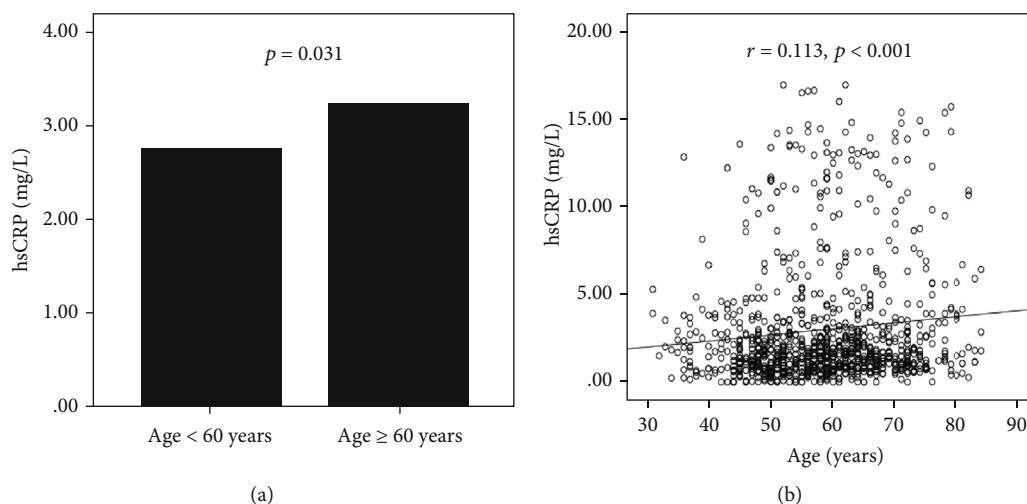 4.00
3.00
2.00
1.00
.00
hsCRP (mg/L)
p = 0.031
Age < 60 years
Age ≥ 60 years
(a)
20.00
15.00
10.00
5.00
.00
hsCRP (mg/L)
r = 0.113, p < 0.001
30 40 50 60 70 80 90
Age (years)
(b)